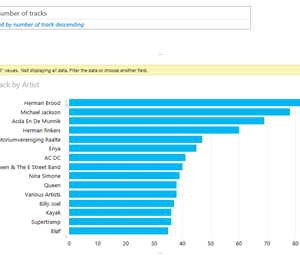 umber of tracks
d by number of track descending
" values. Not displaying all data. Filter the data or choose another field.
ack by Artist
Herman Brood
Michael Jackson
Acda En De Munnik
Herman finkers
toriumvereniging Raalte
Enya
AC DC
een & The E Street Band
Nina Simone
Queen
Various Artists
Billy Joel
Kayak
Supertramp
Bløf
0 10 20 30 40 50 60 70 80